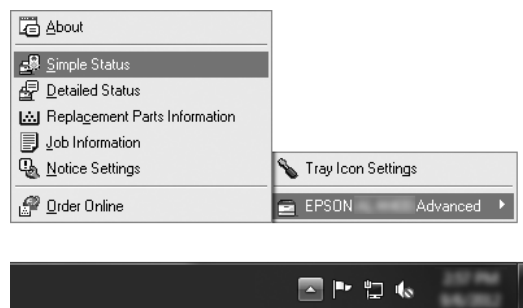 About
Simple Status
Detailed Status
Replacement Parts Information
Job Information
Notice Settings
Order Online
Tray Icon Settings
EPSON Advanced